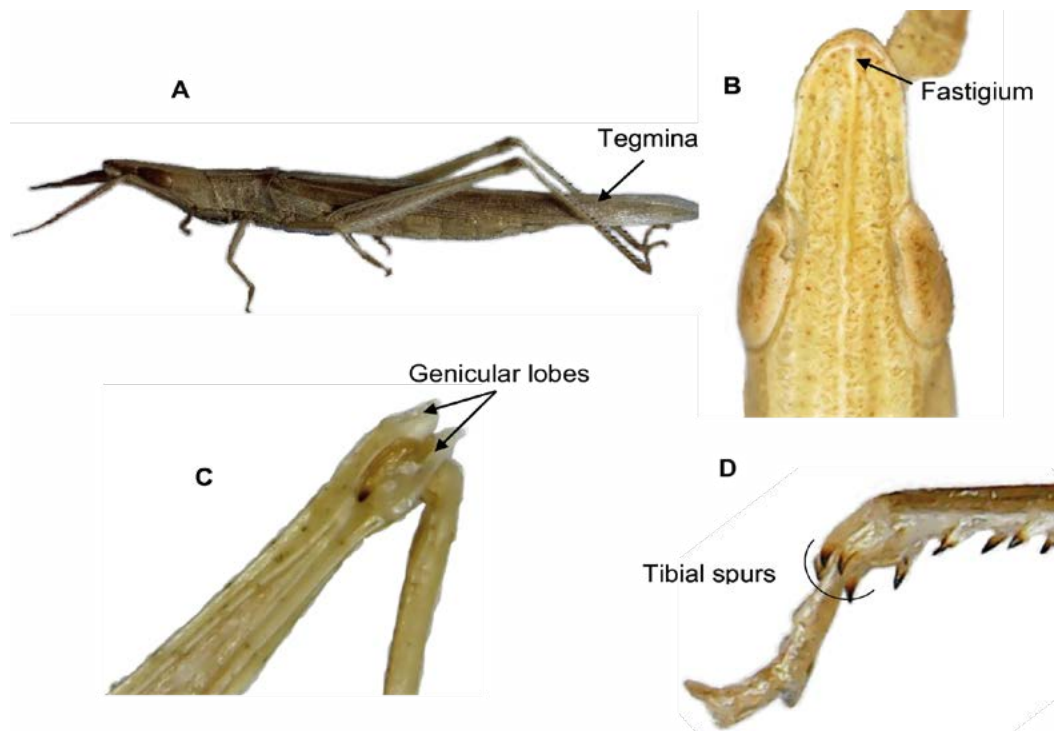 A
Tegmina
B
Fastigium
Genicular lobes
C
D
Tibial spurs